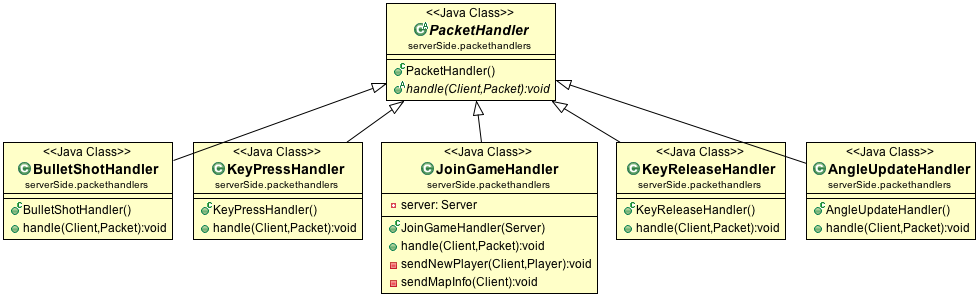 <<Java Class>>
PacketHandler
serverSide.packethandlers
PacketHandler()
handle(Client,Packet):void
<<Java Class>>
BulletShotHandler
serverSide.packethandlers
BulletShotHandler()
handle(Client,Packet):void
<<Java Class>>
KeyPressHandler
serverSide.packethandlers
KeyPressHandler()
handle(Client,Packet):void
<<Java Class>>
JoinGameHandler
serverSide.packethandlers
server: Server
JoinGameHandler(Server)
handle(Client,Packet):void
sendNewPlayer(Client,Player):void
sendMapInfo(Client):void
<<Java Class>>
KeyReleaseHandler
serverSide.packethandlers
KeyReleaseHandler()
handle(Client,Packet):void
<<Java Class>>
AngleUpdateHandler
serverSide.packethandlers
AngleUpdateHandler()
handle(Client,Packet):void